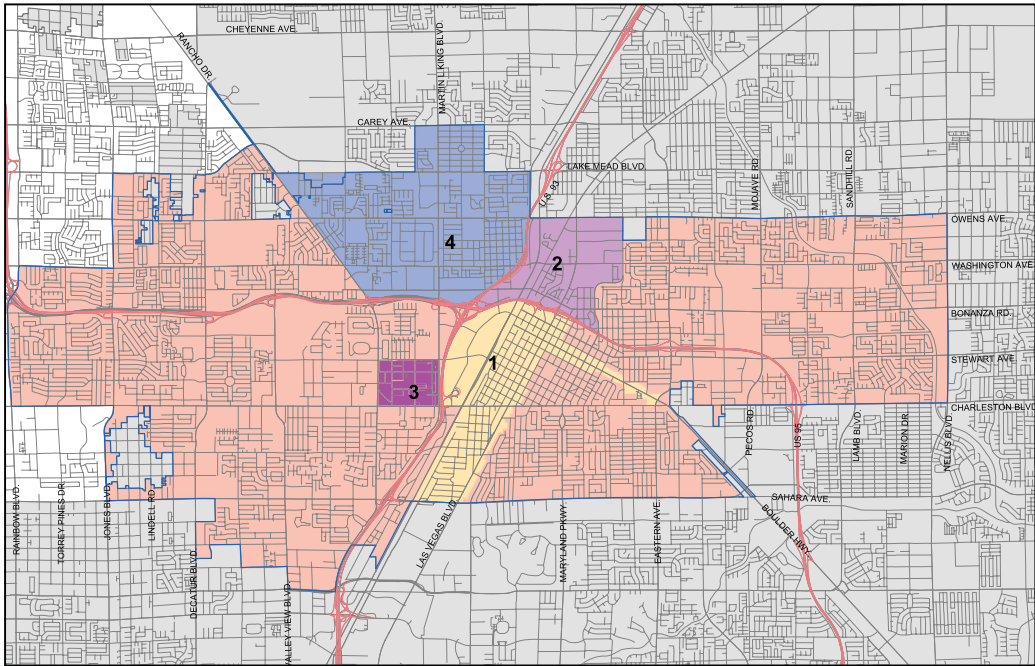 CHEYENNE AVE.
RANCHO DR.
MARTIN L KING BLVD.
CAREY AVE.
LAKE MEAD BLVD.
U.S. 93
MOJAVE RD.
SANDHILL RD.
OWENS AVE.
4
2
WASHINGTON AVE.
BONANZA RD.
1
STEWART AVE.
3
CHARLESTON BLVD.
PECOS RD.
US 95
LAMB BLVD.
MARION DR.
NELLIS BLVD.
RAINBOW BLVD.
TORREY PINES DR.
JONES BLVD.
LINDELL RD.
SAHARA AVE.
DECATUR BLVD.
VALLEY VIEW BLVD.
LAS VEGAS BLVD.
MARYLAND PKWY.
EASTERN AVE.
BOULDER HWY.